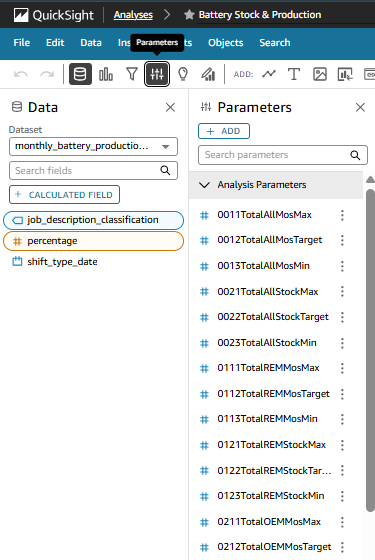 QuickSight
Analyses
>
Battery Stock & Production
File
Edit
Data
Ins
ts
Objects
Search
Parameters
ADD:
T
Data
Parameters
Dataset
monthly_battery_productio...
Search fields
+ CALCULATED FIELD
job_description_classification
percentage
shift_type_date
+ ADD
Search parameters
Analysis Parameters
0011TotalAllMosMax
0012TotalAllMosTarget
0013TotalAllMosMin
0021TotalAllStockMax
0022TotalAllStockTarget
0023TotalAllStockMin
0111TotalREMMosMax
0112TotalREMMosTarget
0113TotalREMMosMin
0121TotalREMStockMax
0122TotalREMStockTar...
0123TotalREMStockMin
0211TotalOEMMosMax
0212TotalOEMMosTarget